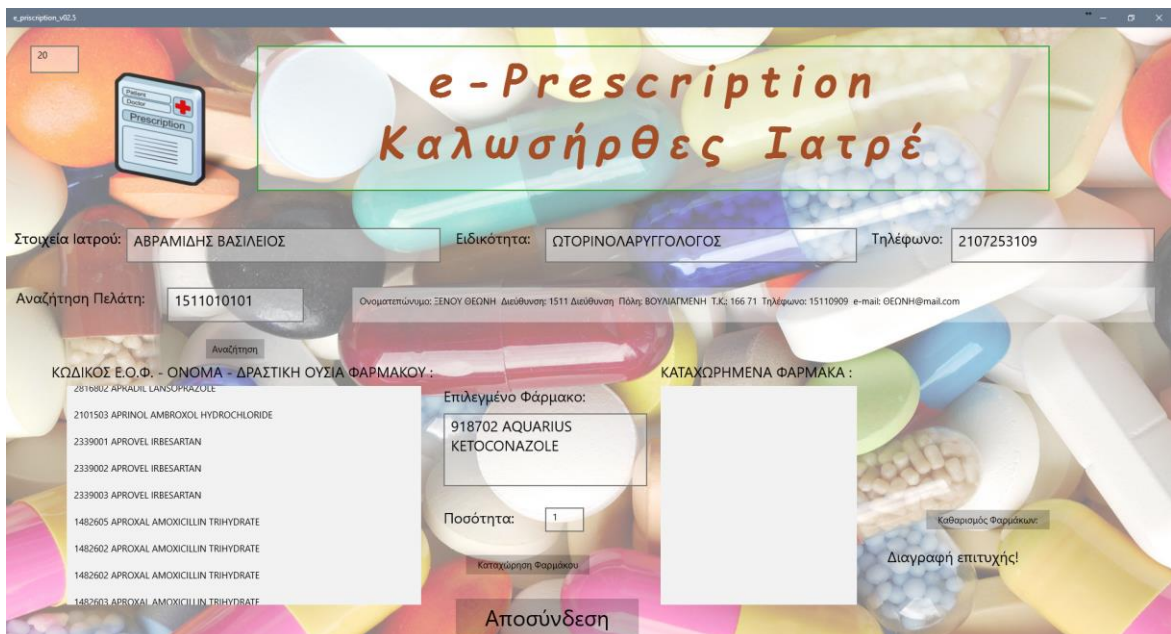 e_priscription_v02.5
20
Patient
Doctor
Prescription
e-Prescription
Καλωσήρθες Ιατρέ
Στοιχεία Ιατρού: ΑΒΡΑΜΙΔΗΣ ΒΑΣΙΛΕΙΟΣ Ειδικότητα: ΩΤΟΡΙΝΟΛΑΡΥΓΓΟΛΟΓΟΣ Τηλέφωνο: 2107253109
Αναζήτηση Πελάτη: 1511010101 Ονοματεπώνυμο: ΞΕΝΟΥ ΘΕΩΝΗ Διεύθυνση: 1511 Διεύθυνση Πόλη: ΒΟΥΛΙΑΓΜΕΝΗ Τ.Κ.: 166 71 Τηλέφωνο: 15110909 e-mail: ΘΕΩΝΗ@mail.com
Αναζήτηση
ΚΩΔΙΚΟΣ Ε.Ο.Φ. - ΟΝΟΜΑ - ΔΡΑΣΤΙΚΗ ΟΥΣΙΑ ΦΑΡΜΑΚΟΥ :
2816802 APRADIL LANSOPRAZOLE
2101503 APRINOL AMBROXOL HYDROCHLORIDE
2339001 APROVEL IRBESARTAN
2339002 APROVEL IRBESARTAN
2339003 APROVEL IRBESARTAN
1482605 APROXAL AMOXICILLIN TRIHYDRATE
1482602 APROXAL AMOXICILLIN TRIHYDRATE
1482602 APROXAL AMOXICILLIN TRIHYDRATE
1482603 APROXAL AMOXICILLIN TRIHYDRATE
Επιλεγμένο Φάρμακο:
918702 AQUARIUS
KETOCONAZOLE
Ποσότητα: 1
Καταχώρηση Φαρμάκου
ΚΑΤΑΧΩΡΗΜΕΝΑ ΦΑΡΜΑΚΑ :
Καθαρισμός Φαρμάκων:
Διαγραφή επιτυχής!
Αποσύνδεση